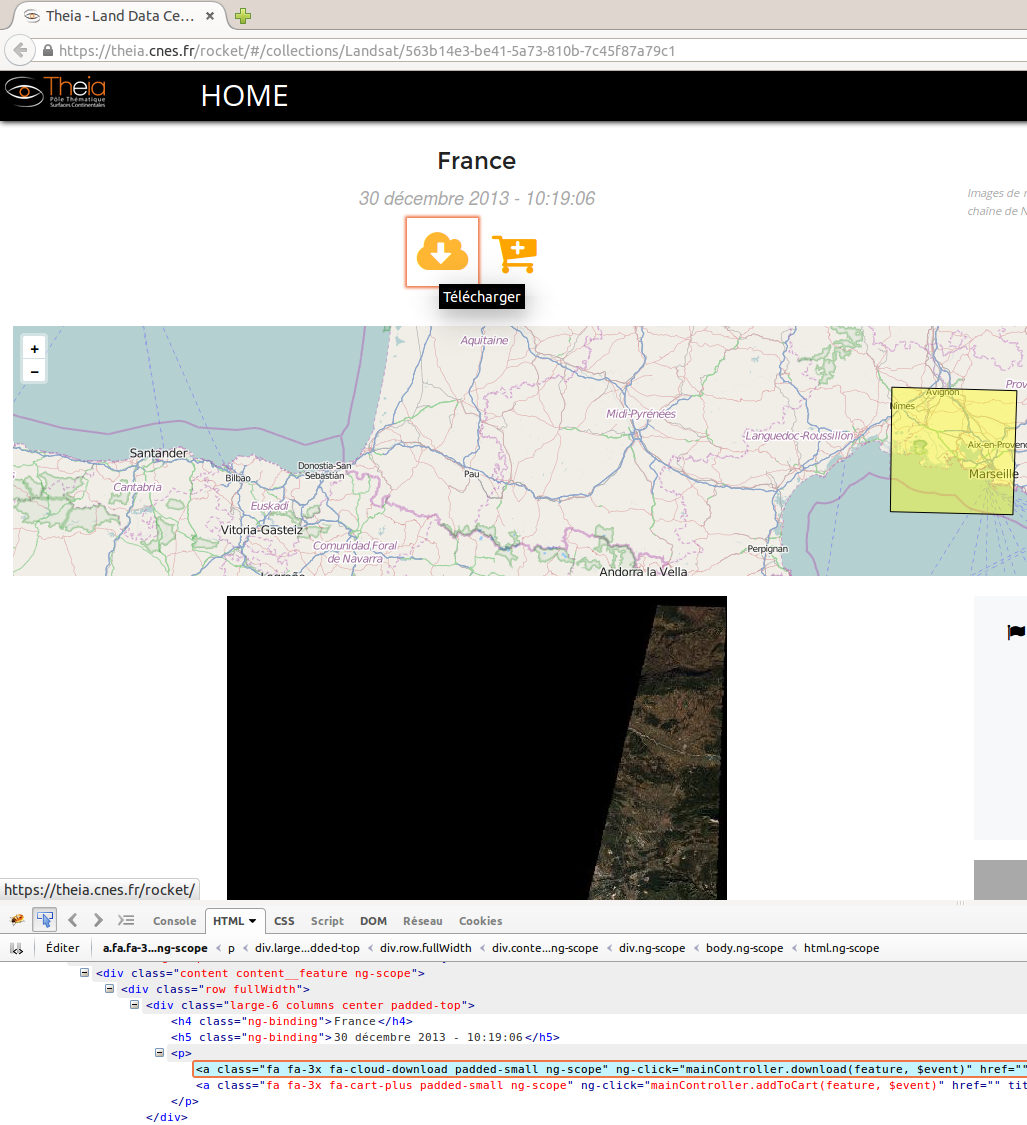 Theia - Land Data Ce... ×
https://theia.cnes.fr/rocket/#/collections/Landsat/563b14e3-be41-5a73-810b-7c45f87a79c1
Theia
Pôle Thématique
Surfaces Continentales
HOME
France
30 décembre 2013 - 10:19:06
Images de
chaîne de N
Télécharger
+
−
Aquitaine
Midi-Pyrénées
Languedoc-Roussillon
Avignon
Nîmes
Prov
Aix-en-Provenc
Marseille
Santander
Bilbao
Donostia-San
Sebastián
Cantabria
Euskadi
Vitoria-Gasteiz
Comunidad Foral
de Navarra
Logroño
Pau
Perpignan
Andorra la Vella
https://theia.cnes.fr/rocket/
Console HTML CSS Script DOM Réseau Cookies
Éditer a.fa.fa-3...ng-scope < p < div.large...dded-top < div.row.fullWidth < div.conte...ng-scope < div.ng-scope < body.ng-scope < html.ng-scope
<div class="content content__feature ng-scope">
<div class="row fullWidth">
<div class="large-6 columns center padded-top">
<h4 class="ng-binding">France</h4>
<h5 class="ng-binding">30 décembre 2013 - 10:19:06</h5>
<p>
<a class="fa fa-3x fa-cloud-download padded-small ng-scope" ng-click="mainController.download(feature, $event)" href=""
<a class="fa fa-3x fa-cart-plus padded-small ng-scope" ng-click="mainController.addToCart(feature, $event)" href="" tit
</p>
</div>